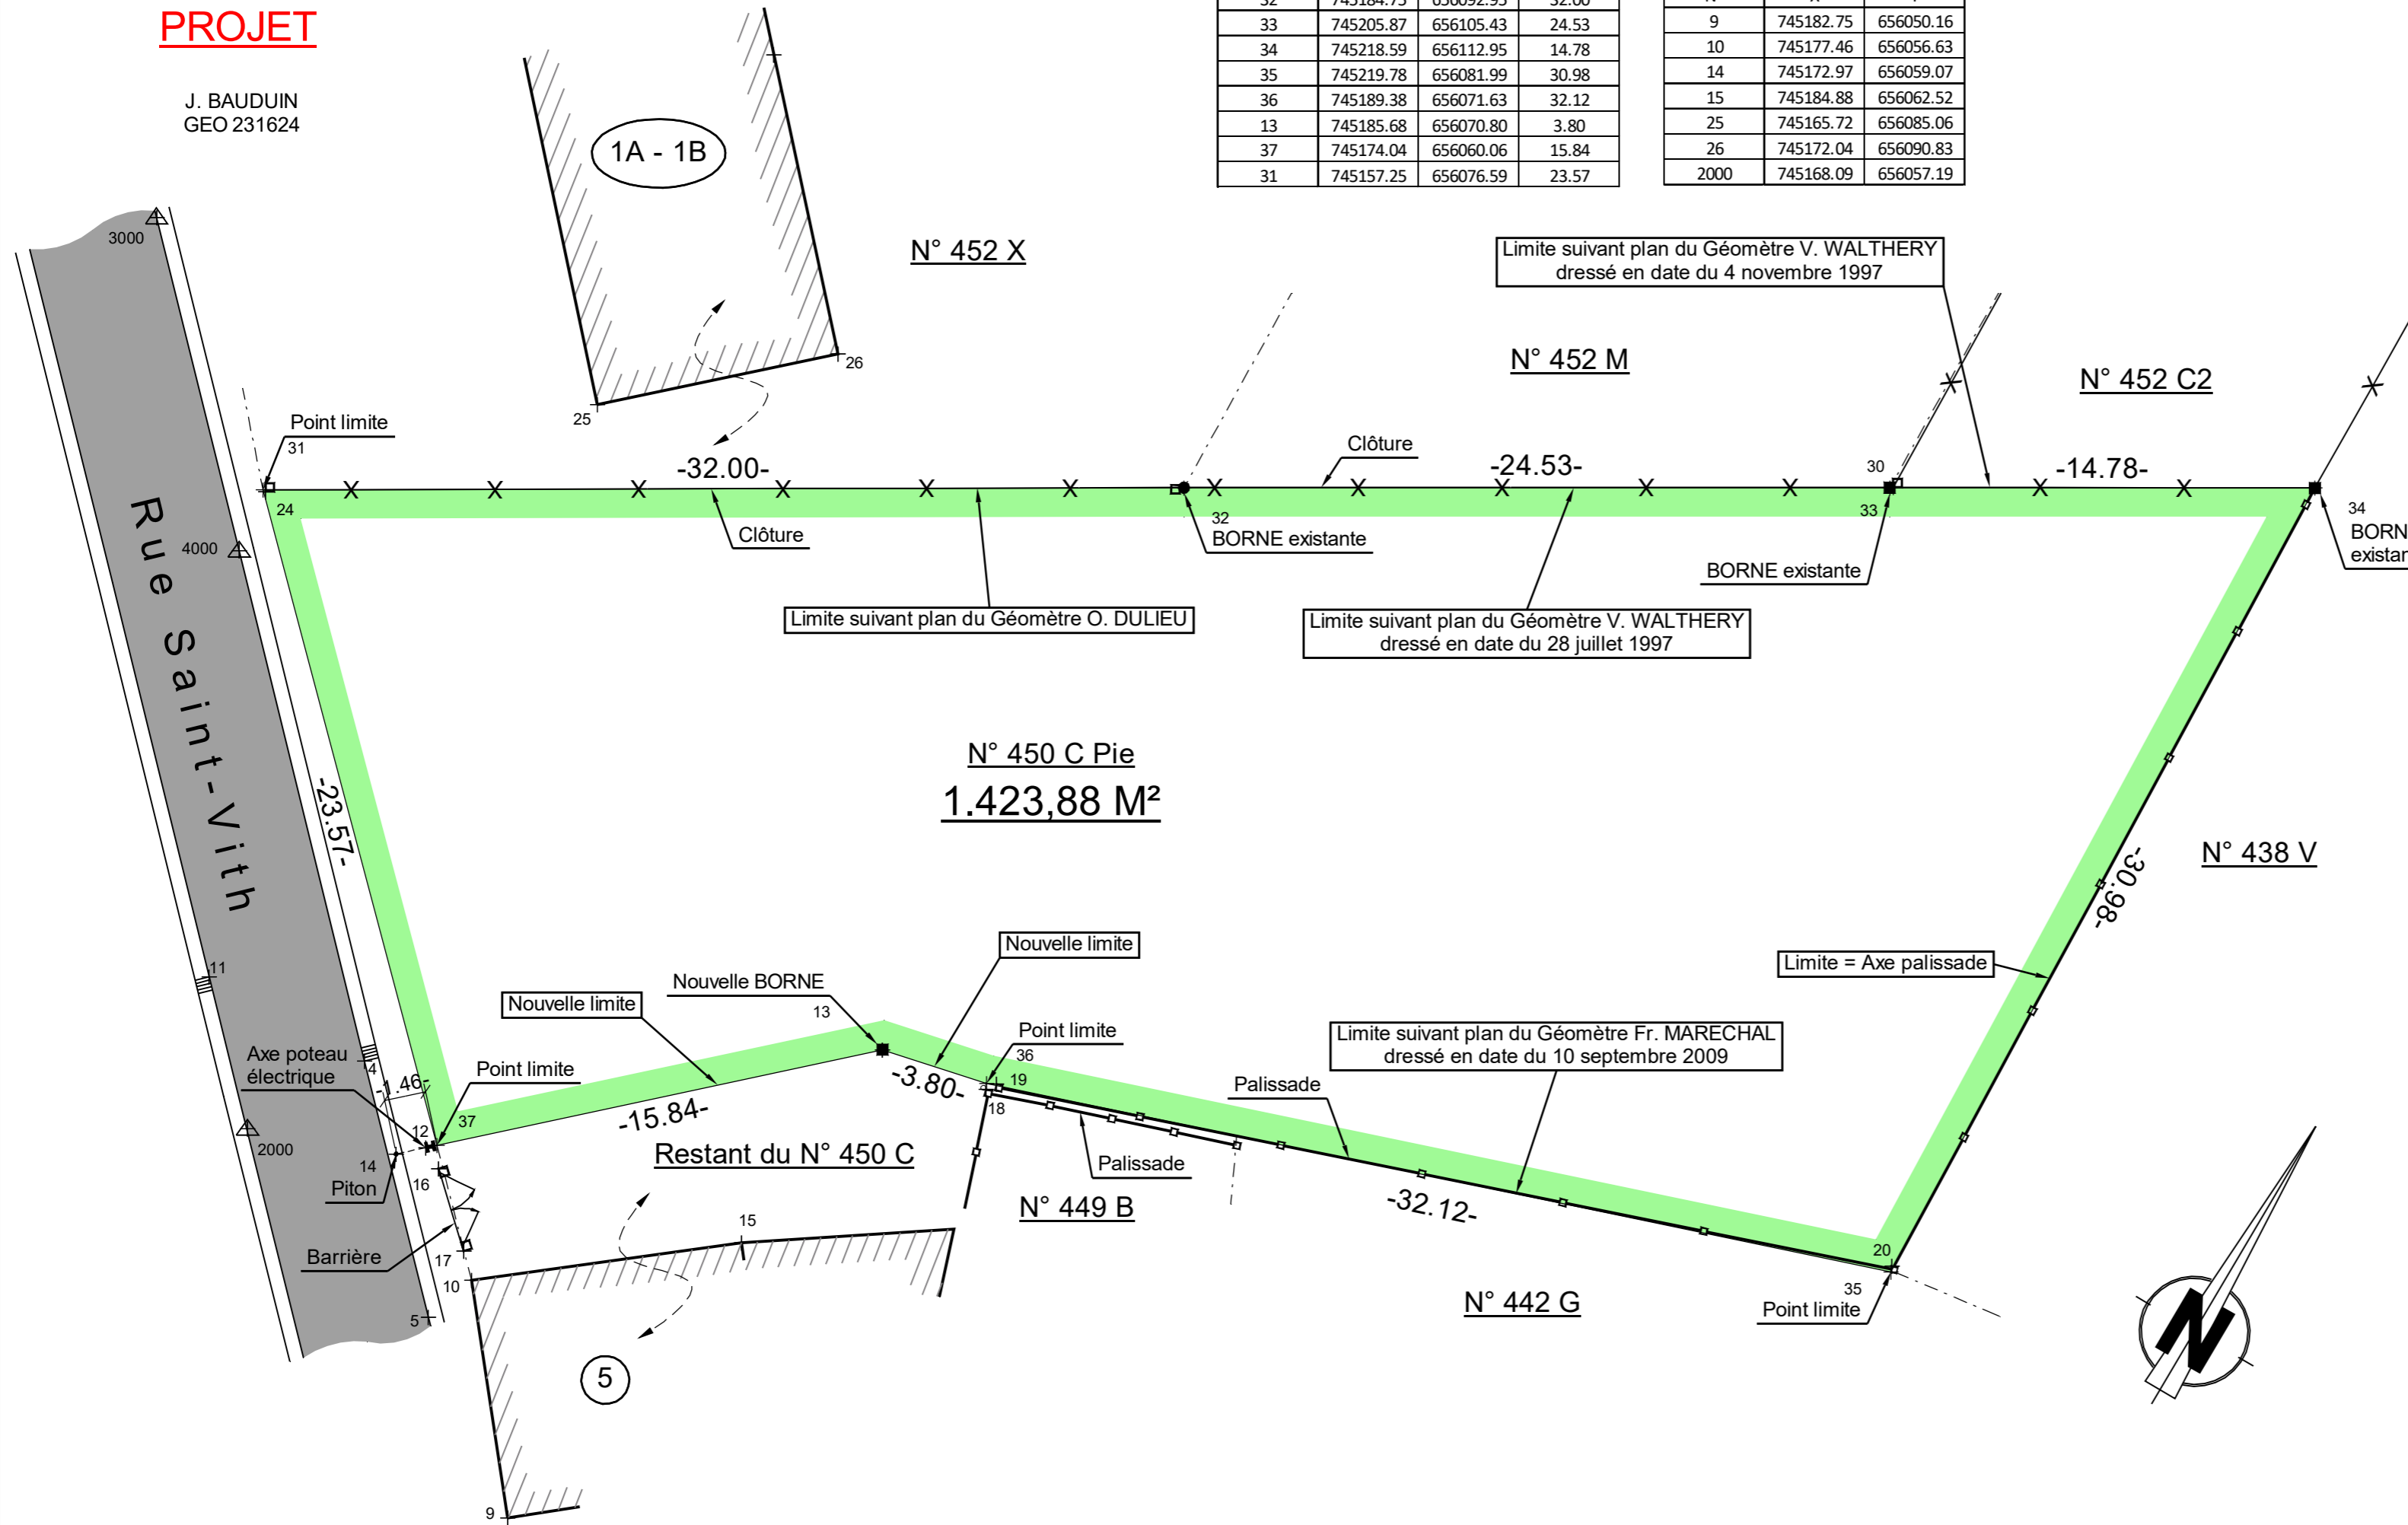 PROJET
J. BAUDUIN
GEO 231624
33 745205.87 656105.43 24.53
34 745218.59 656112.95 14.78
35 745219.78 656081.99 30.98
36 745189.38 656071.63 32.12
13 745185.68 656070.80 3.80
37 745174.04 656060.06 15.84
31 745157.25 656076.59 23.57
9 745182.75 656050.16
10 745177.46 656056.63
14 745172.97 656059.07
15 745184.88 656062.52
25 745165.72 656085.06
26 745172.04 656090.83
2000 745168.09 656057.19
1A - 1B
3000
N° 452 X
Limite suivant plan du Géomètre V. WALTHERY
dressé en date du 4 novembre 1997
26
25
N° 452 M
N° 452 C2
Point limite
31
-32.00-
Clôture
-24.53-
30
-14.78-
24
Clôture
32
BORNE existante
33
BORNE existante
34
4000
Limite suivant plan du Géomètre O. DULIEU
Limite suivant plan du Géomètre V. WALTHERY
dressé en date du 28 juillet 1997
Rue Saint-Vith
-23.57-
N° 450 C Pie
1.423,88 M²
N° 438 V
-30.98-
11
Nouvelle limite
Nouvelle BORNE
13
Nouvelle limite
Limite = Axe palissade
Point limite
36
19
18
Limite suivant plan du Géomètre Fr. MARECHAL
dressé en date du 10 septembre 2009
Axe poteau
électrique
4
-1.46-
Point limite
37
12
-15.84-
-3.80-
Palissade
2000
14
Piton
16
Restant du N° 450 C
Palissade
N° 449 B
-32.12-
15
Barrière
17
10
5
20
35
Point limite
N° 442 G
5
N
9